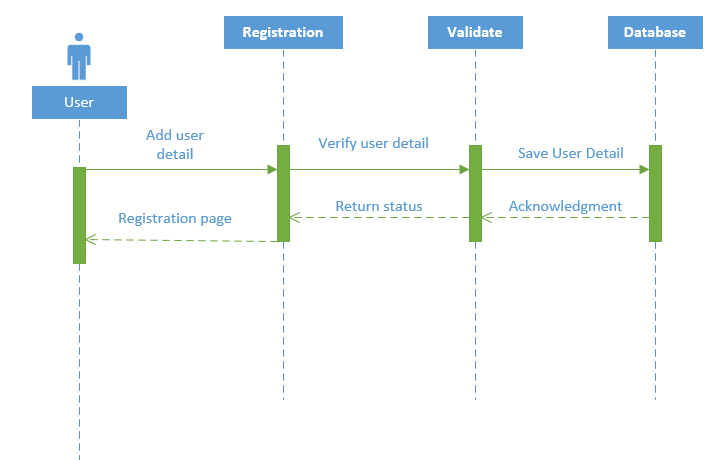 Registration
Validate
Database
User
Add user
detail
Verify user detail
Save User Detail
Registration page
Return status
Acknowledgment